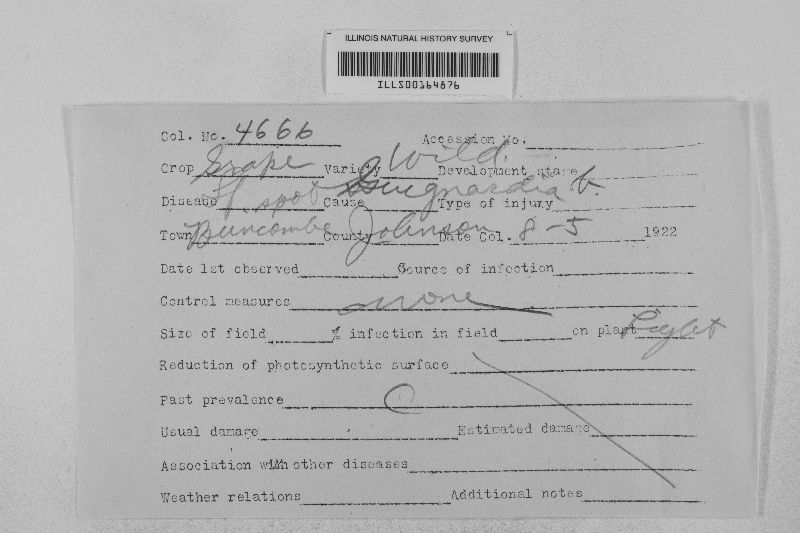 ILLINOIS NATURAL HISTORY SURVEY
ILLS00164676
Col. No. 4666 Accession No.
Crop Grape Variety Wild Development stage
Disease lf spot Cause Guignardia b. Type of injury
Town Buncombe County Johnson Date Col. 8-5 1922
Date 1st observed Source of infection
Control measures none
Size of field % infection in field on plant Light
Reduction of photosynthetic surface
Past prevalence
Usual damage Estimated damage
Association with other diseases
Weather relations Additional notes